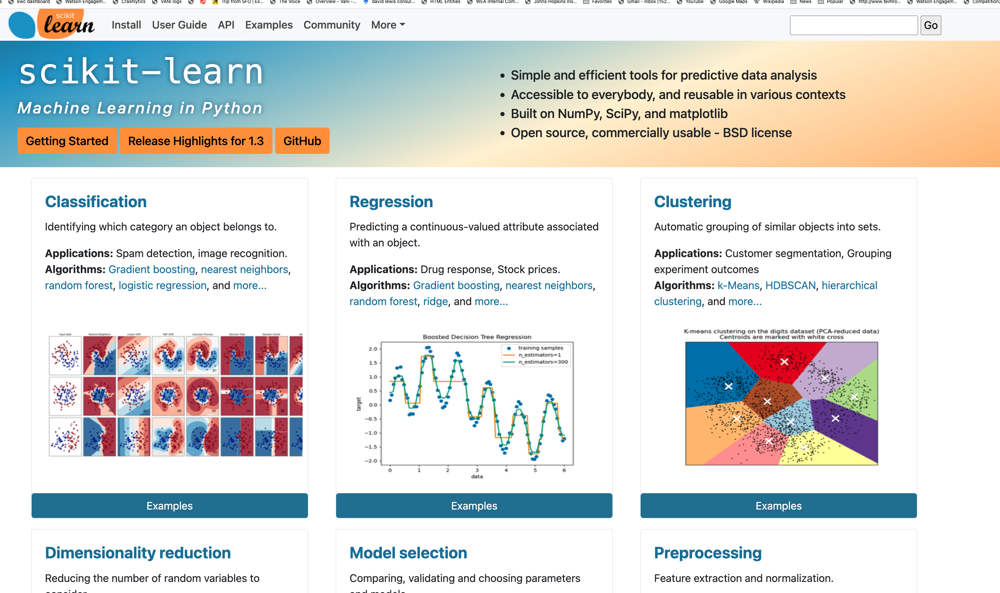 kwc dashboard Watson Engagem... Crashlytics VANI logs Trip from SFO | Ex... The Voice Overview - Vani -... david lewis consul... HTML Entities WEA Internal Com... Johns Hopkins Ins... Favorites Gmail - Inbox (152... YouTube Google Maps Wikipedia News Popular http://www.teimro... Watson Engagem...
scikit
learn
Install User Guide API Examples Community More Go
scikit-learn
Machine Learning in Python
Getting Started Release Highlights for 1.3 GitHub
• Simple and efficient tools for predictive data analysis
• Accessible to everybody, and reusable in various contexts
• Built on NumPy, SciPy, and matplotlib
• Open source, commercially usable - BSD license
Classification
Identifying which category an object belongs to.
Applications: Spam detection, image recognition.
Algorithms: Gradient boosting, nearest neighbors,
random forest, logistic regression, and more...
Input data Nearest Neighbors Linear SVM RBF SVM Gaussian Process Decision Tree Random Forest
Examples
Regression
Predicting a continuous-valued attribute associated
with an object.
Applications: Drug response, Stock prices.
Algorithms: Gradient boosting, nearest neighbors,
random forest, ridge, and more...
Boosted Decision Tree Regression
training samples
n_estimators=1
n_estimators=300
2.0
1.5
1.0
0.5
0.0
−0.5
−1.0
−1.5
−2.0
target
0 1 2 3 4 5 6
data
Examples
Clustering
Automatic grouping of similar objects into sets.
Applications: Customer segmentation, Grouping
experiment outcomes
Algorithms: k-Means, HDBSCAN, hierarchical
clustering, and more...
K-means clustering on the digits dataset (PCA-reduced data)
Centroids are marked with white cross
Examples
Dimensionality reduction
Reducing the number of random variables to
Model selection
Comparing, validating and choosing parameters
and models
Preprocessing
Feature extraction and normalization.